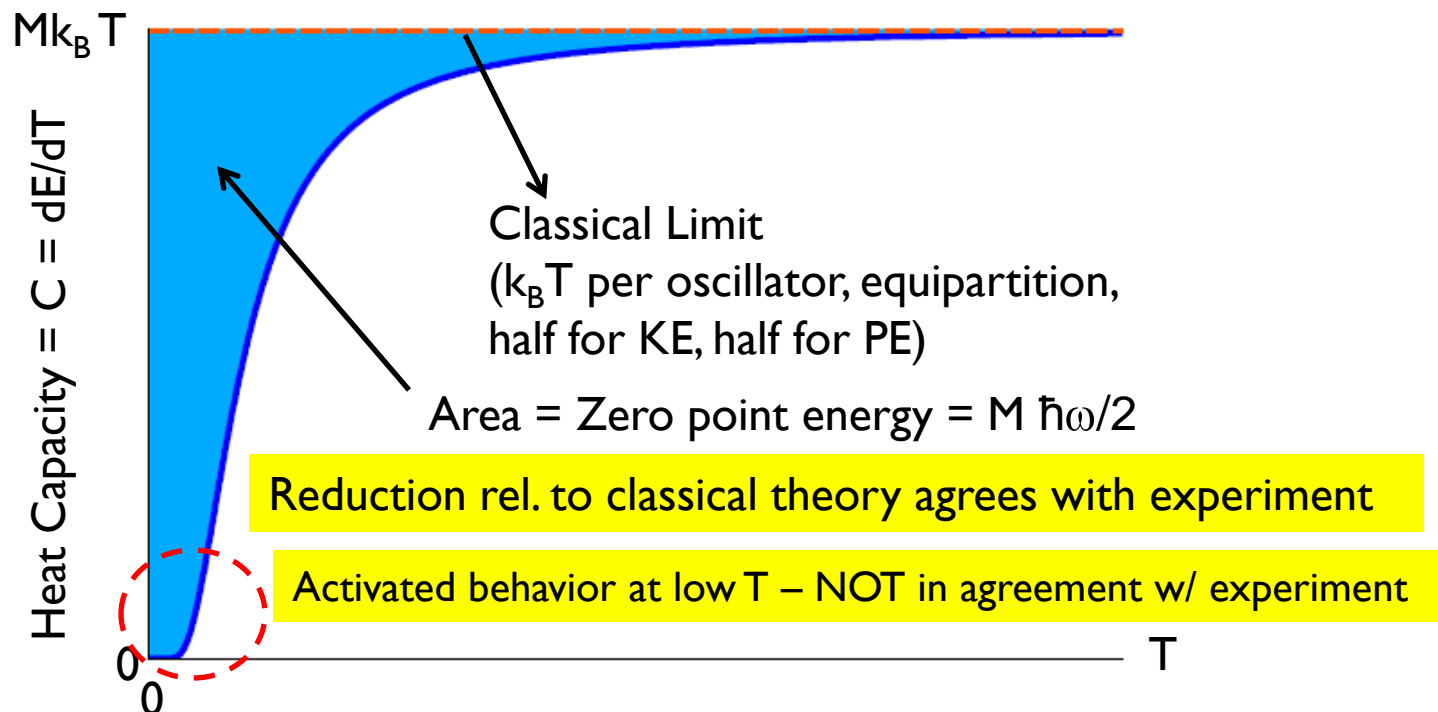 Mk_B T
Heat Capacity = C = dE/dT
Classical Limit
(k_BT per oscillator, equipartition,
half for KE, half for PE)
Area = Zero point energy = M ħω/2
Reduction rel. to classical theory agrees with experiment
Activated behavior at low T – NOT in agreement w/ experiment
0
T
0